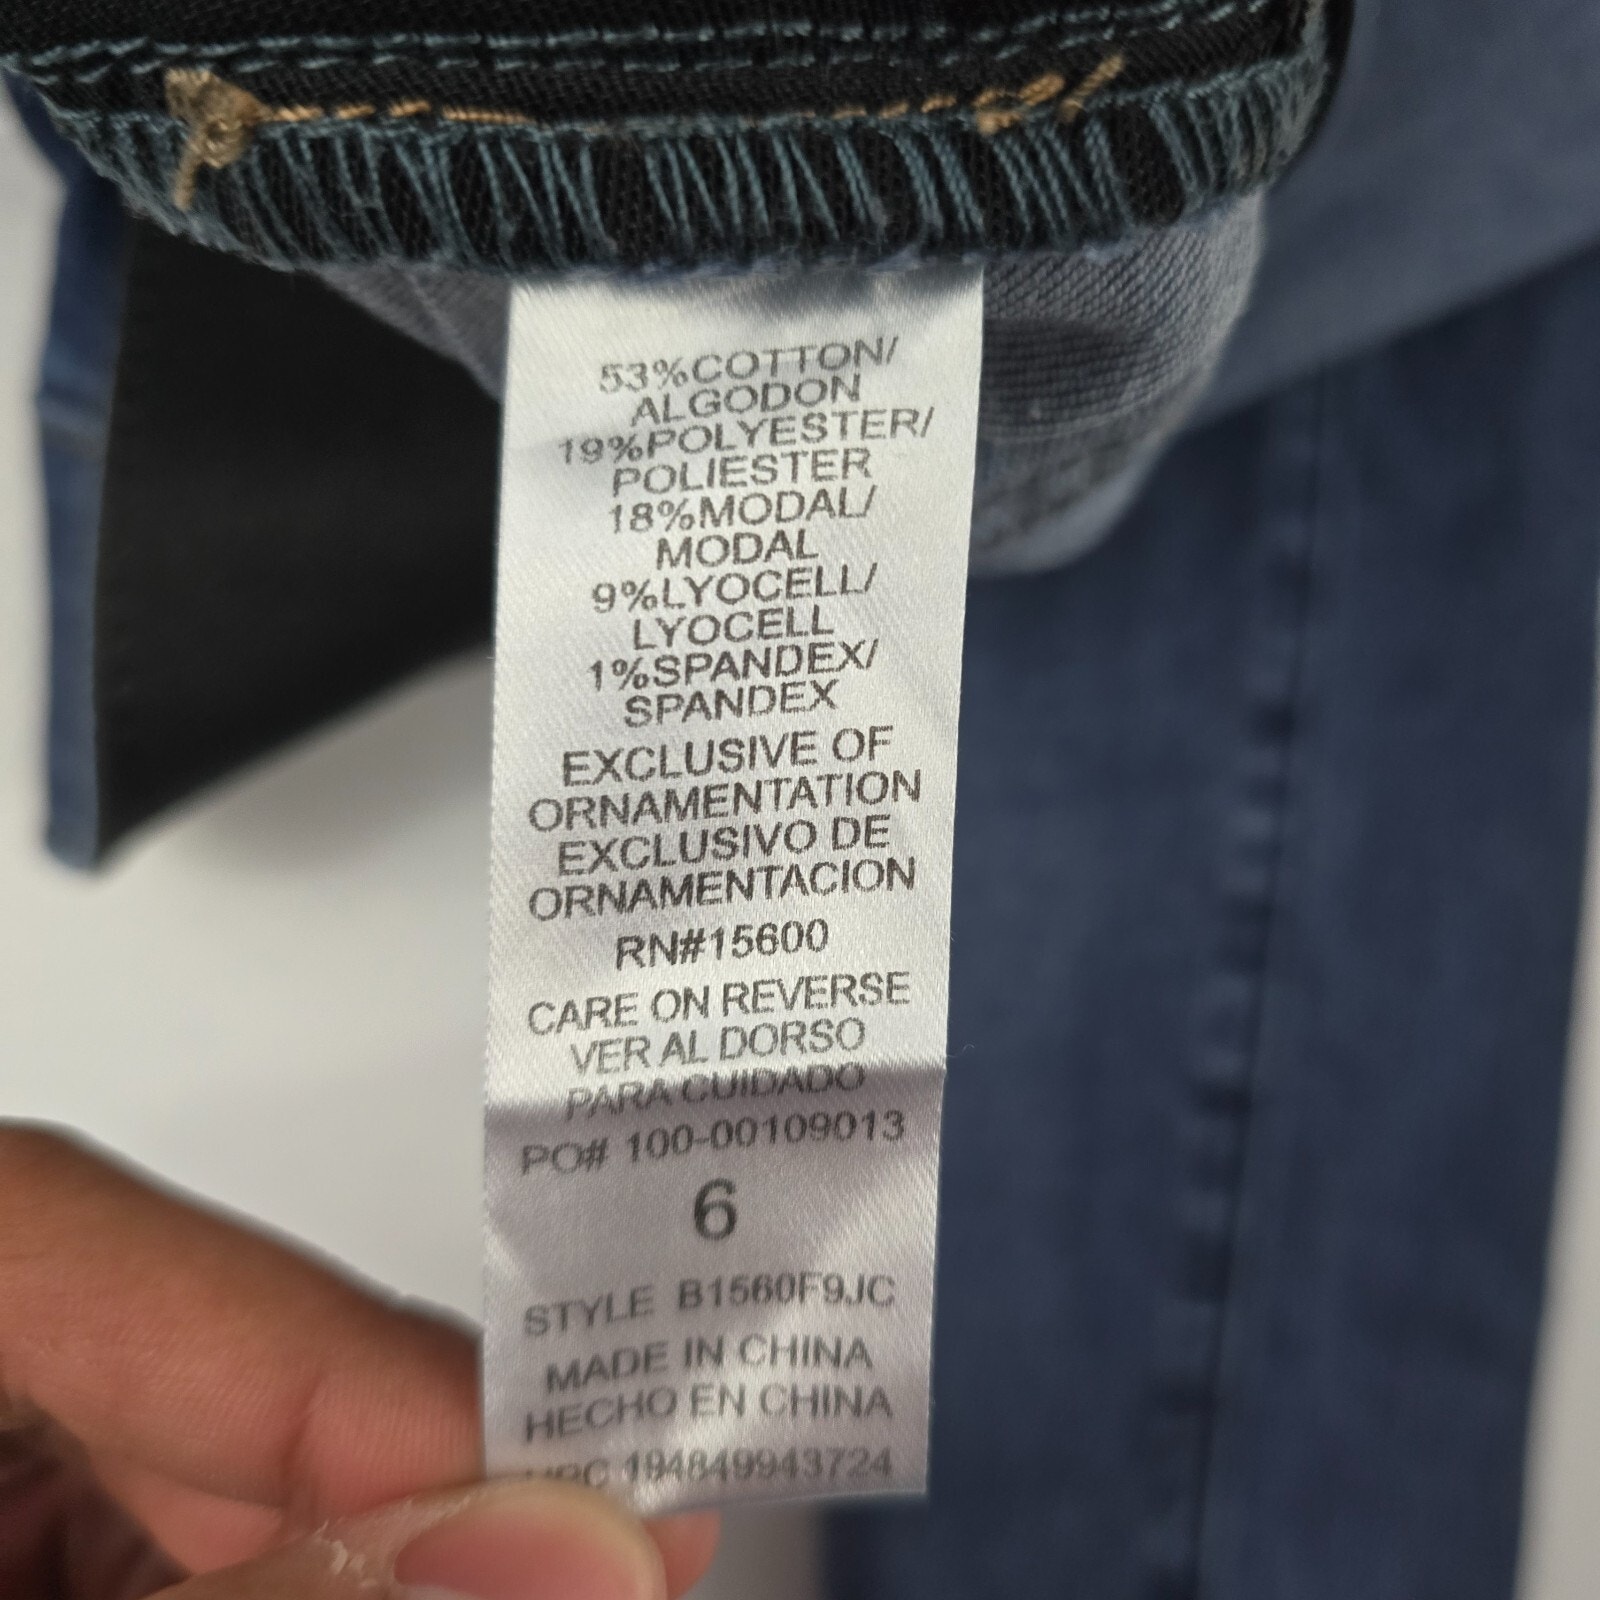 53%COTTON/
ALGODON
19%POLYESTER/
POLIESTER
18%MODAL/
MODAL
9%LYOCELL/
LYOCELL
1%SPANDEX/
SPANDEX
EXCLUSIVE OF
ORNAMENTATION
EXCLUSIVO DE
ORNAMENTACION
RN#15600
CARE ON REVERSE
VER AL DORSO
PARA CUIDADO
PO# 100-00109013
6
STYLE B1560F9JC
MADE IN CHINA
HECHO EN CHINA
UPC 194849943724